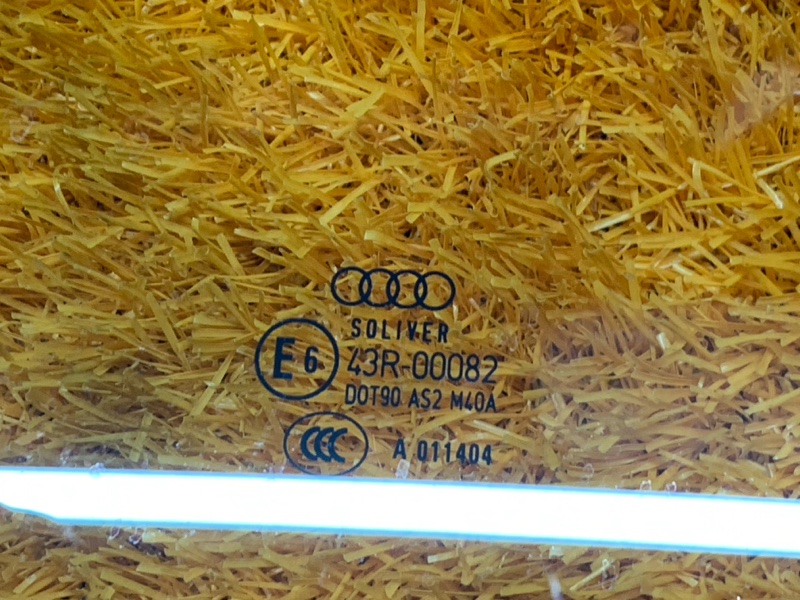 SOLIVER
E6 43R-00082
DOT90 AS2 M40A
CCC A 011404